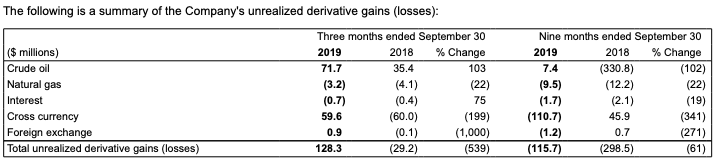 The following is a summary of the Company's unrealized derivative gains (losses):
Three months ended September 30 Nine months ended September 30
($ millions) 2019 2018 % Change 2019 2018 % Change
Crude oil 71.7 35.4 103 7.4 (330.8) (102)
Natural gas (3.2) (4.1) (22) (9.5) (12.2) (22)
Interest (0.7) (0.4) 75 (1.7) (2.1) (19)
Cross currency 59.6 (60.0) (199) (110.7) 45.9 (341)
Foreign exchange 0.9 (0.1) (1,000) (1.2) 0.7 (271)
Total unrealized derivative gains (losses) 128.3 (29.2) (539) (115.7) (298.5) (61)